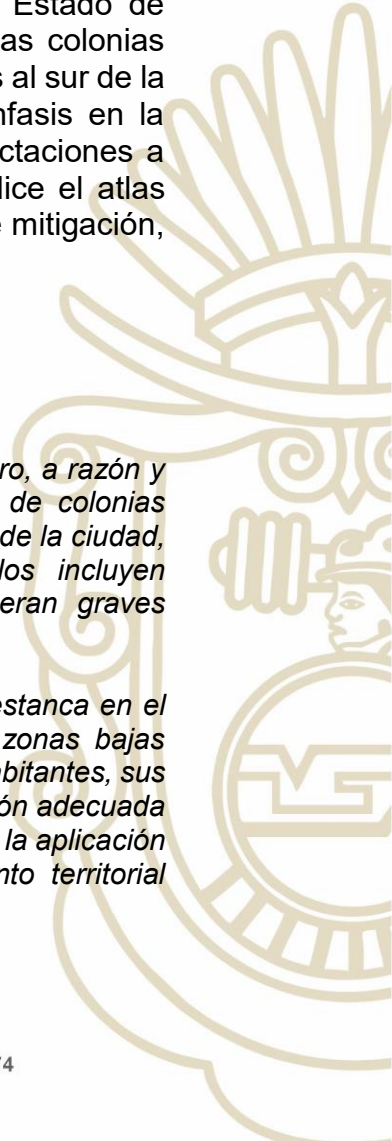 Estado de
as colonias
s al sur de la
nfasis en la
ctaciones a
lice el atlas
e mitigación,
ro, a razón y
de colonias
de la ciudad,
los incluyen
eran graves
estanca en el
zonas bajas
abitantes, sus
ón adecuada
la aplicación
nto territorial
74